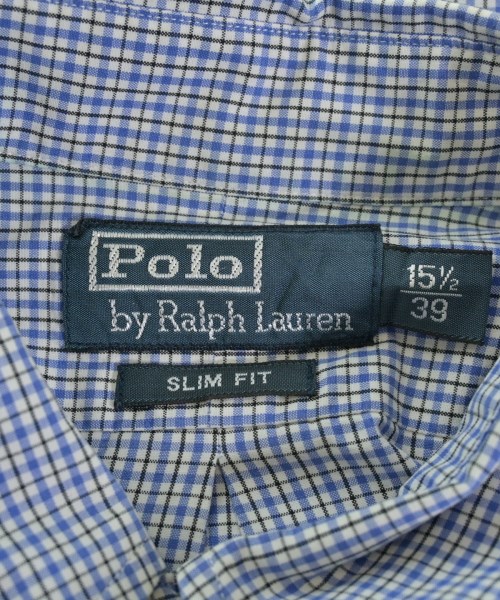 Polo
by Ralph Lauren
15½
39
SLIM FIT